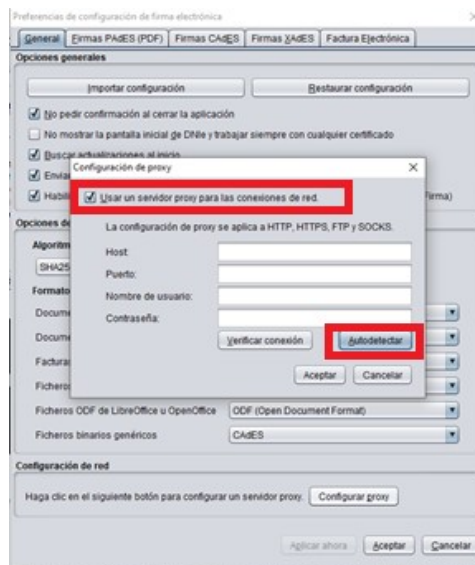 Preferencias de configuración de firma electrónica
General Firmas PAdES (PDF) Firmas CAdES Firmas XAdES Factura Electrónica
Opciones generales
Importar configuración Restaurar configuración
No pedir confirmación al cerrar la aplicación
No mostrar la pantalla inicial de DNIe y trabajar siempre con cualquier certificado
Buscar actualizaciones al inicio
Configuración de proxy
Enviar
Usar un servidor proxy para las conexiones de red.
Habili Firma)
La configuración de proxy se aplica a HTTP, HTTPS, FTP y SOCKS.
Opciones de
Host:
Algoritm
Puerto:
SHA25
Nombre de usuario:
Formato
Contraseña:
Docume
Verificar conexión Autodetectar
Docume
Facturas
Aceptar Cancelar
Ficheros
Ficheros ODF de LibreOffice u OpenOffice ODF (Open Document Format)
Ficheros binarios genéricos CAdES
Configuración de red
Haga clic en el siguiente botón para configurar un servidor proxy. Configurar proxy
Aplicar ahora Aceptar Cancelar